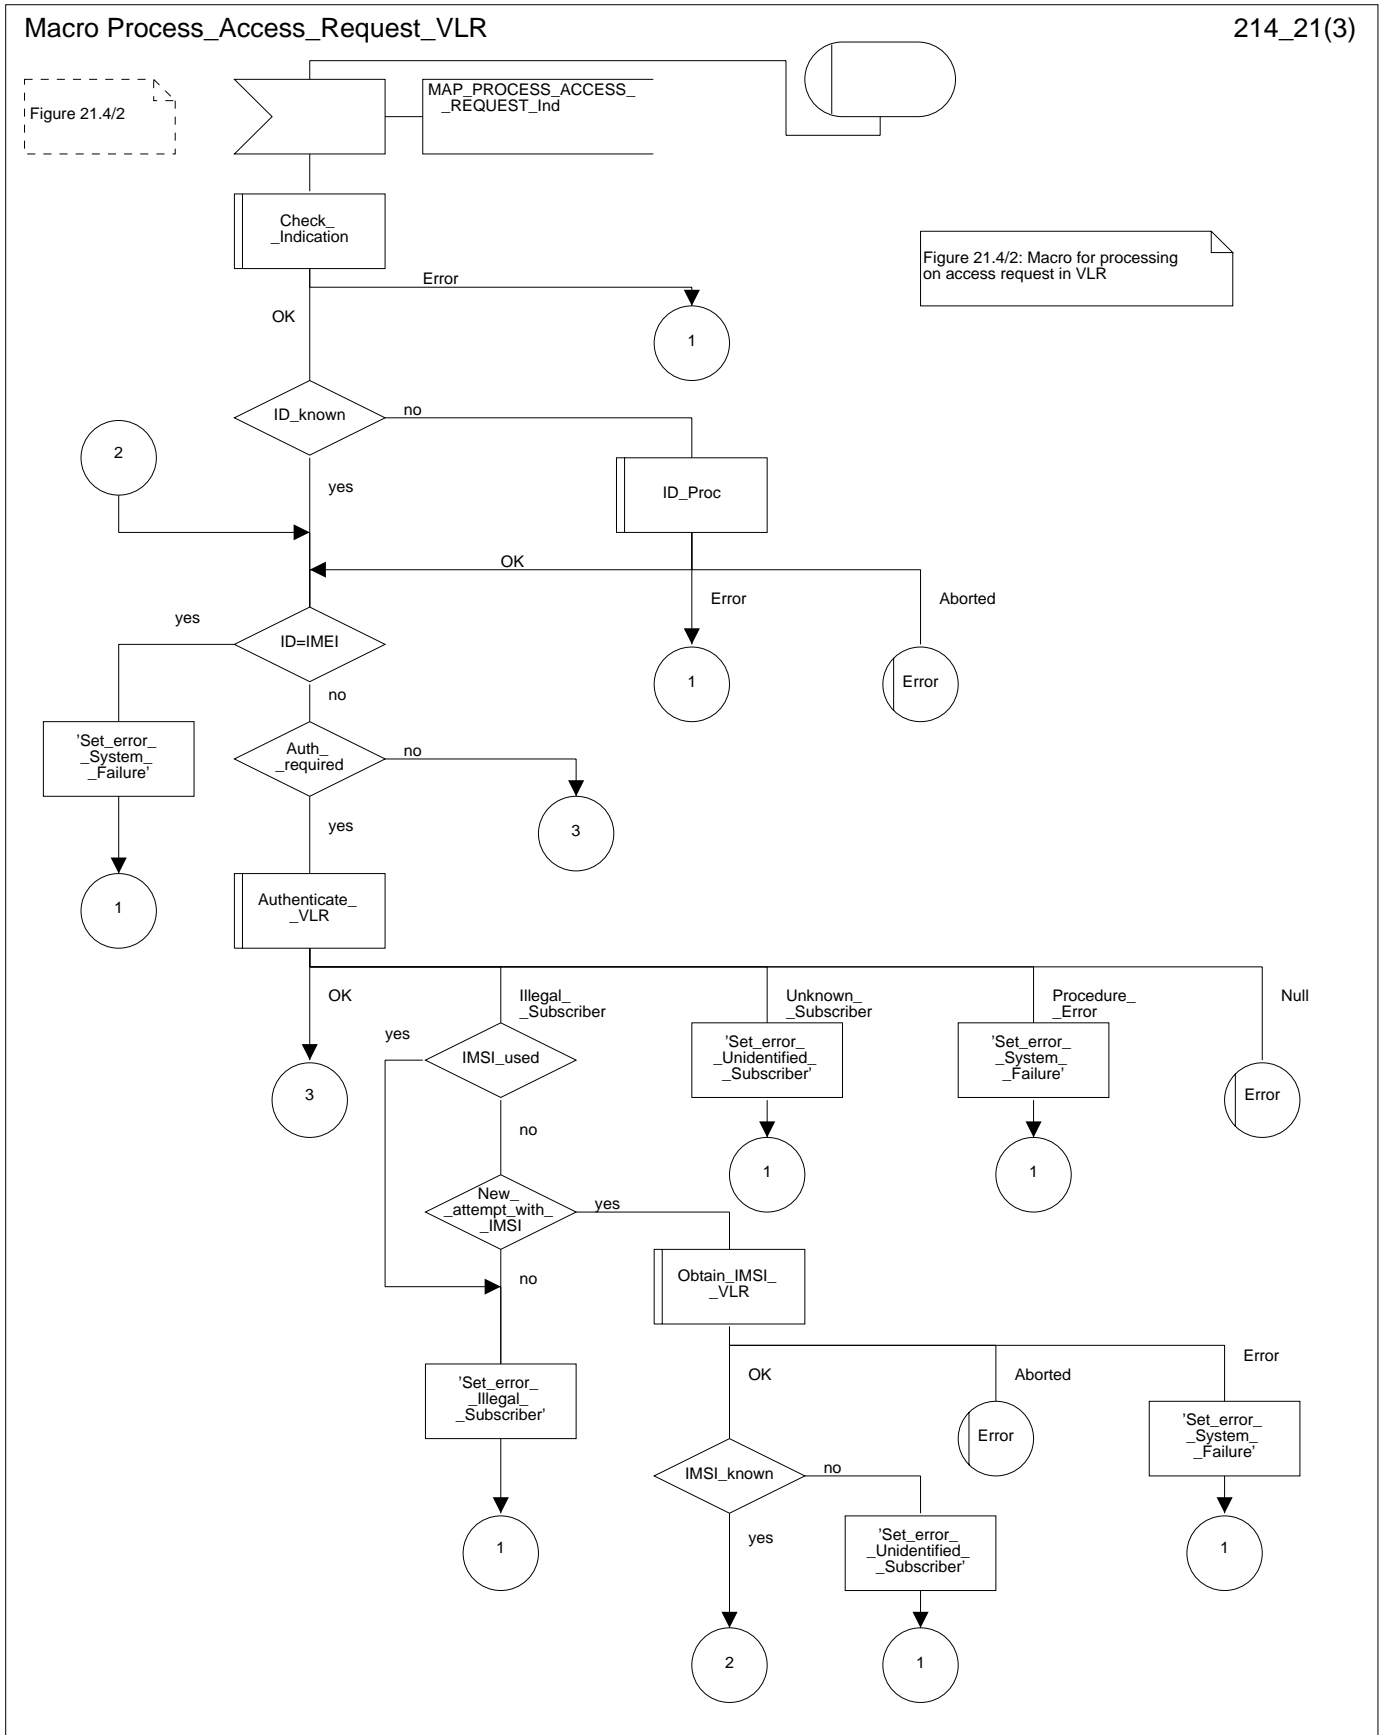 Macro Process_Access_Request_VLR
214_21(3)
Figure 21.4/2
MAP_PROCESS_ACCESS_
_REQUEST_Ind
Check_
_Indication
Figure 21.4/2: Macro for processing
on access request in VLR
Error
OK
1
ID_known
no
2
yes
ID_Proc
OK
Error
Aborted
yes
ID=IMEI
1
Error
no
'Set_error_
_System_
_Failure'
Auth_
_required
no
3
yes
1
Authenticate_
_VLR
OK
Illegal_
_Subscriber
Unknown_
_Subscriber
Procedure_
_Error
Null
yes
IMSI_used
'Set_error_
_Unidentified_
_Subscriber'
'Set_error_
_System_
_Failure'
3
Error
no
1
1
New_
_attempt_with_
_IMSI
yes
no
Obtain_IMSI_
_VLR
Error
OK
Aborted
'Set_error_
_Illegal_
_Subscriber'
Error
'Set_error_
_System_
_Failure'
IMSI_known
no
1
yes
'Set_error_
_Unidentified_
_Subscriber'
1
2
1